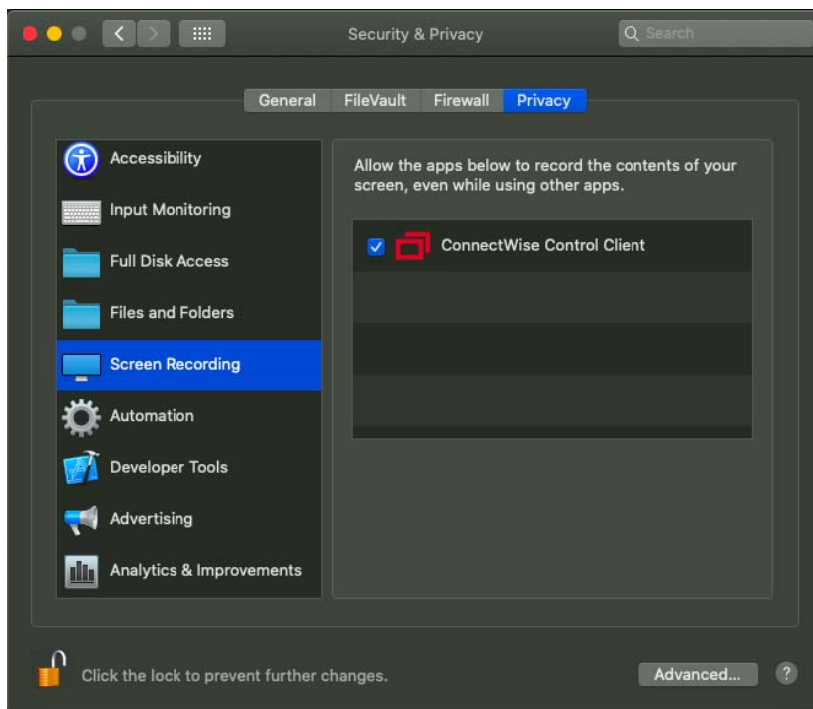 Security & Privacy
Search
General FileVault Firewall Privacy
Accessibility
Input Monitoring
Full Disk Access
Files and Folders
Screen Recording
Automation
Developer Tools
Advertising
Analytics & Improvements
Allow the apps below to record the contents of your
screen, even while using other apps.
ConnectWise Control Client
Click the lock to prevent further changes.
Advanced...
?